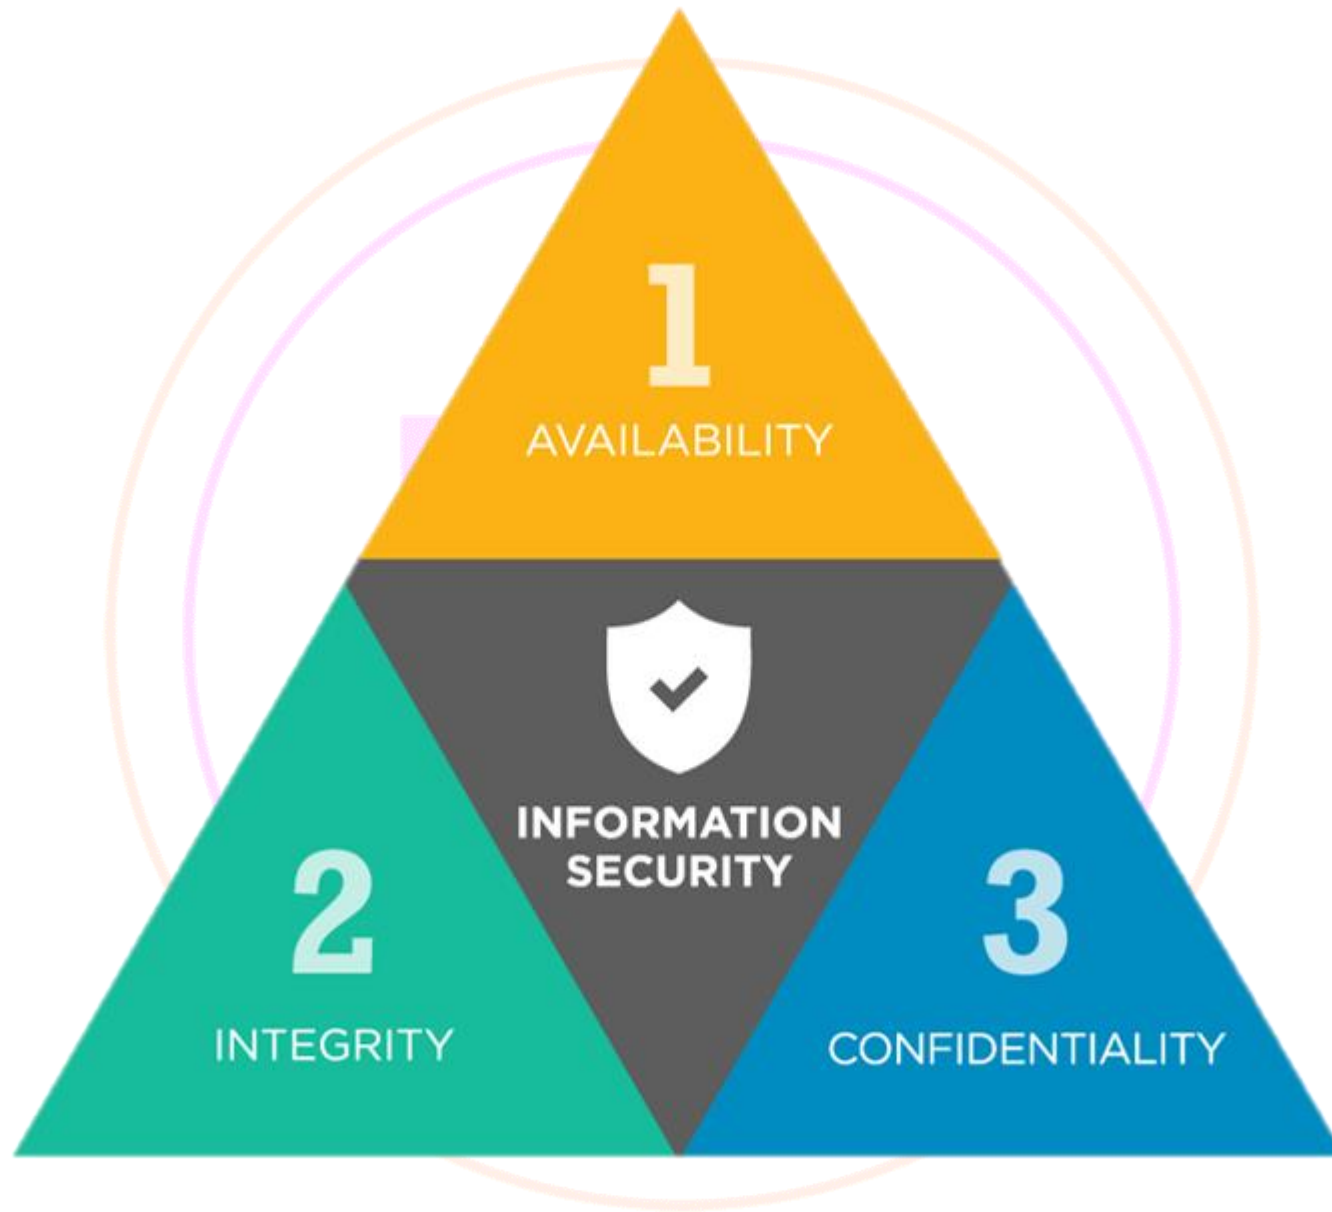 1
AVAILABILITY
INFORMATION
SECURITY
2
INTEGRITY
3
CONFIDENTIALITY